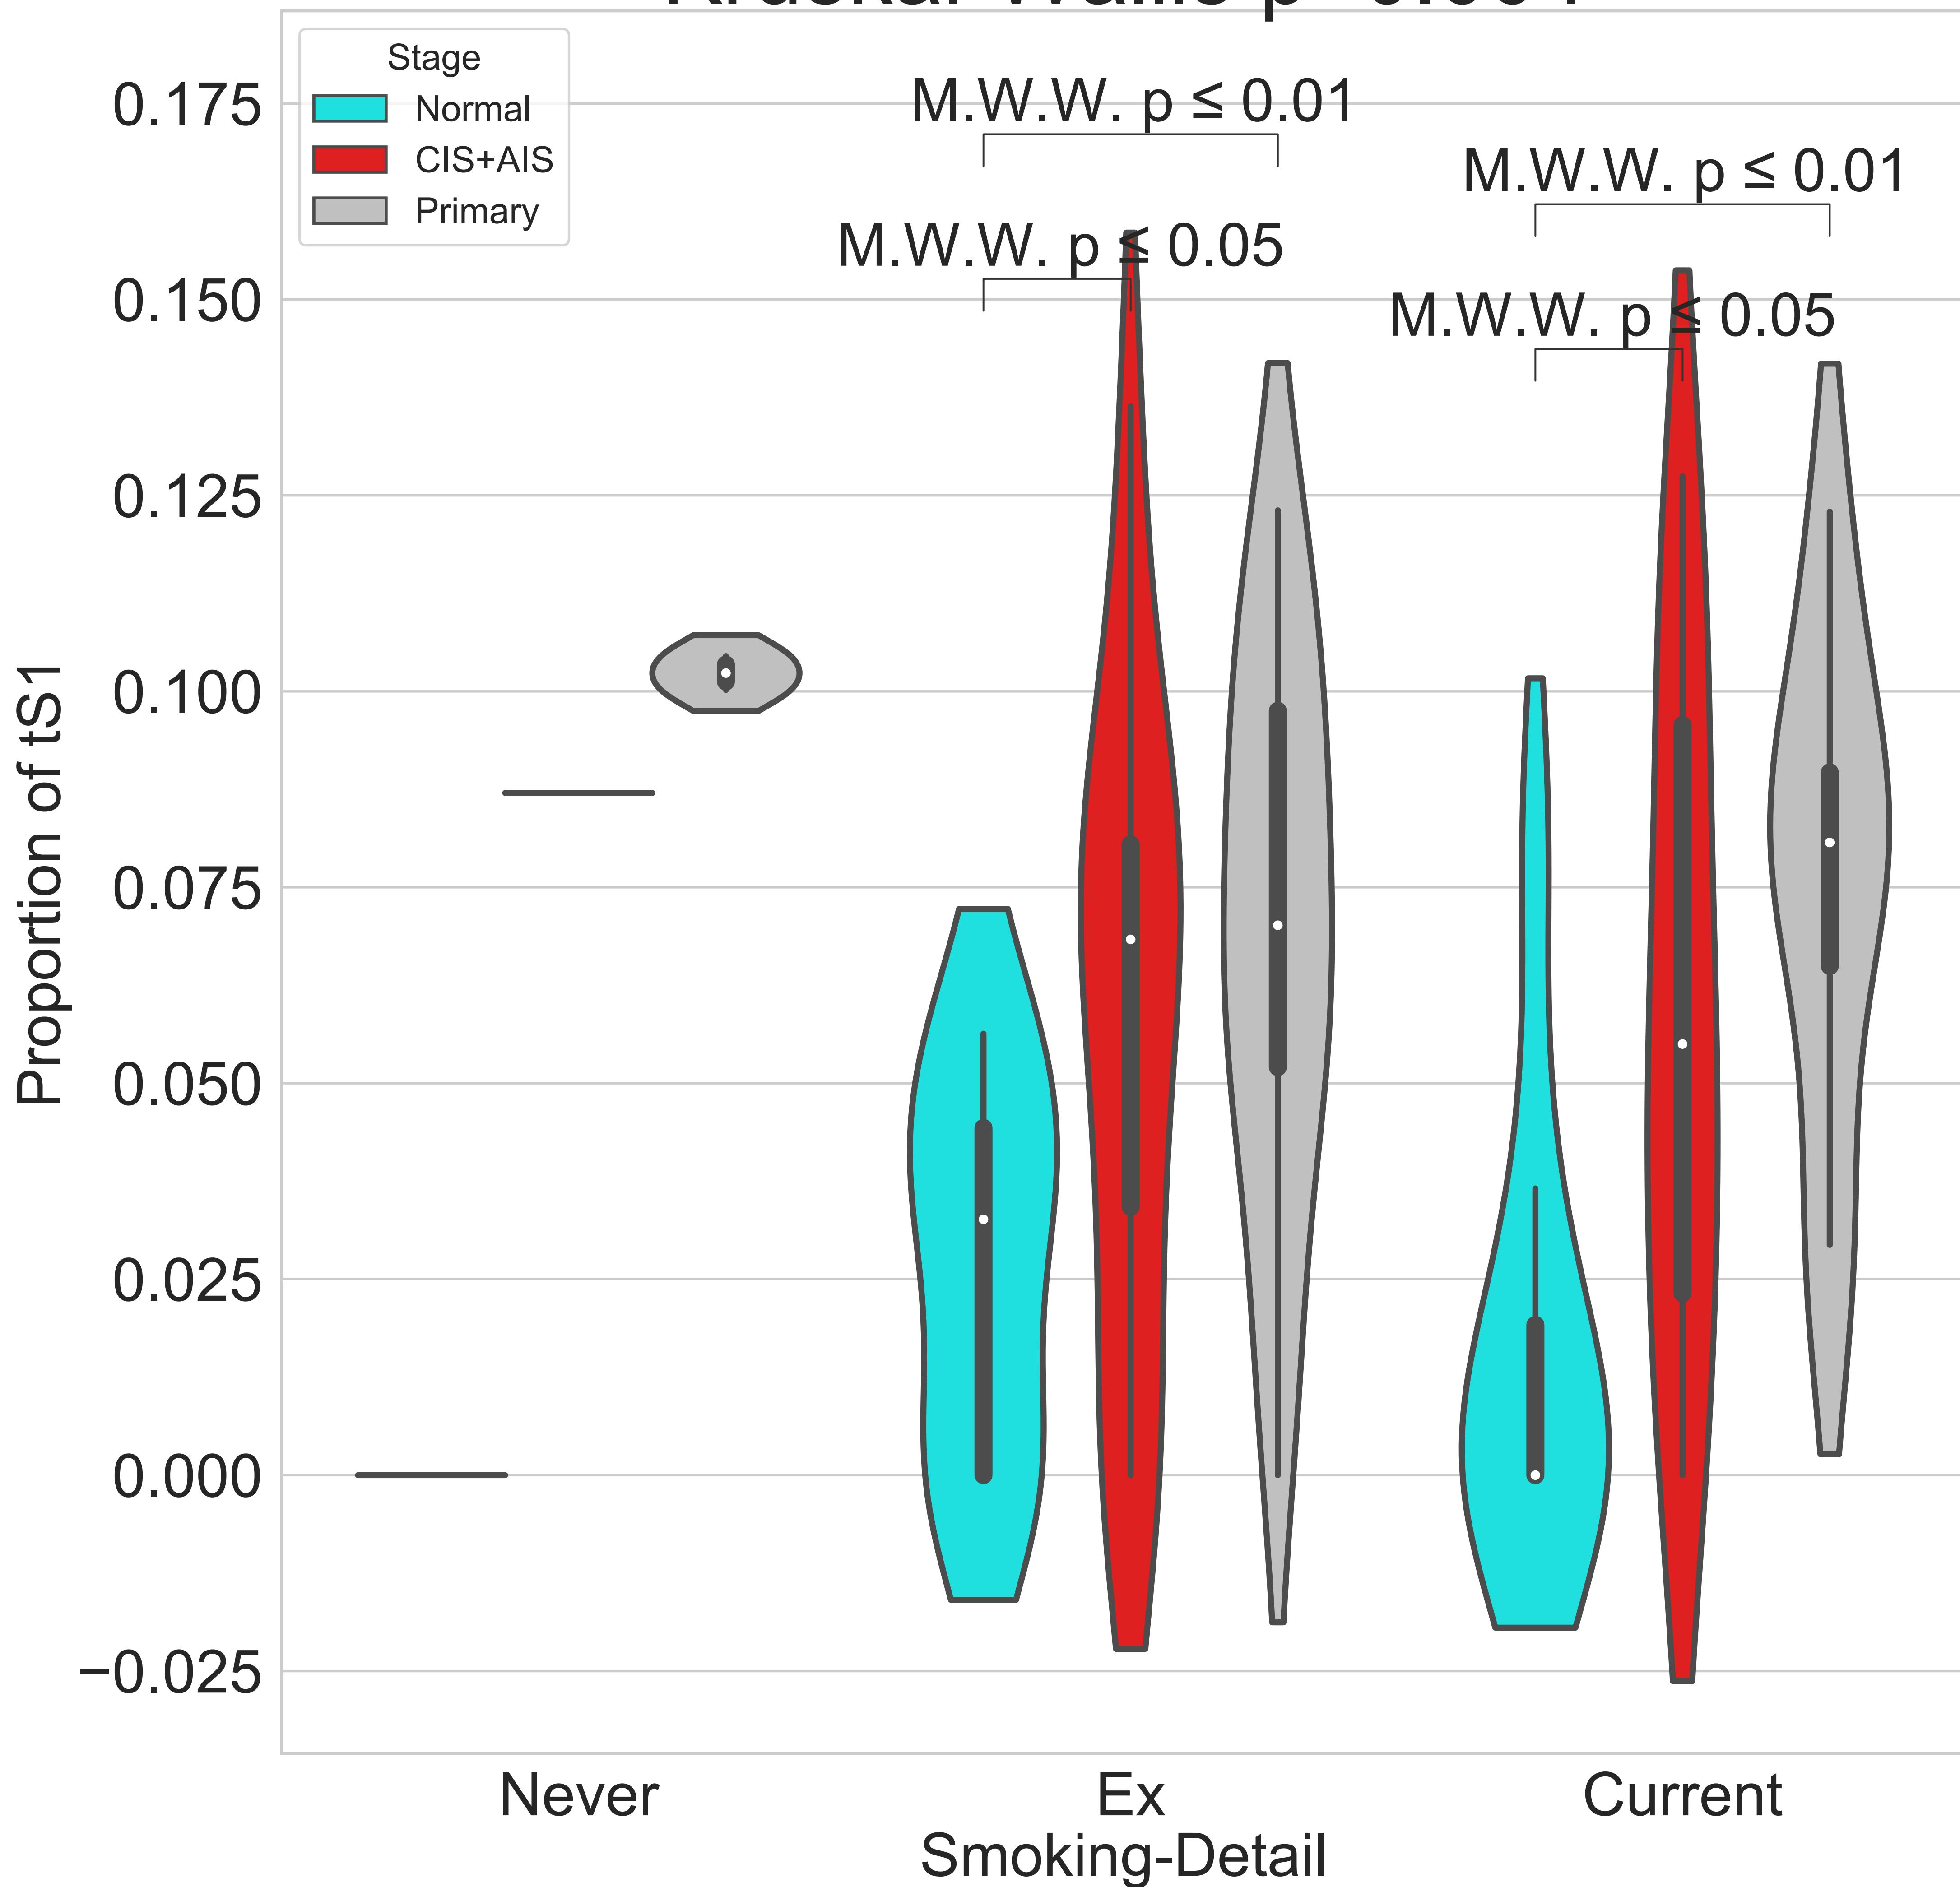 Stage
Normal
CIS+AIS
Primary
M.W.W. p ≤ 0.01
M.W.W. p ≤ 0.05
M.W.W. p ≤ 0.01
M.W.W. p ≤ 0.05
0.175
0.150
0.125
0.100
0.075
0.050
0.025
0.000
−0.025
Proportion of tS1
Never
Ex
Current
Smoking-Detail